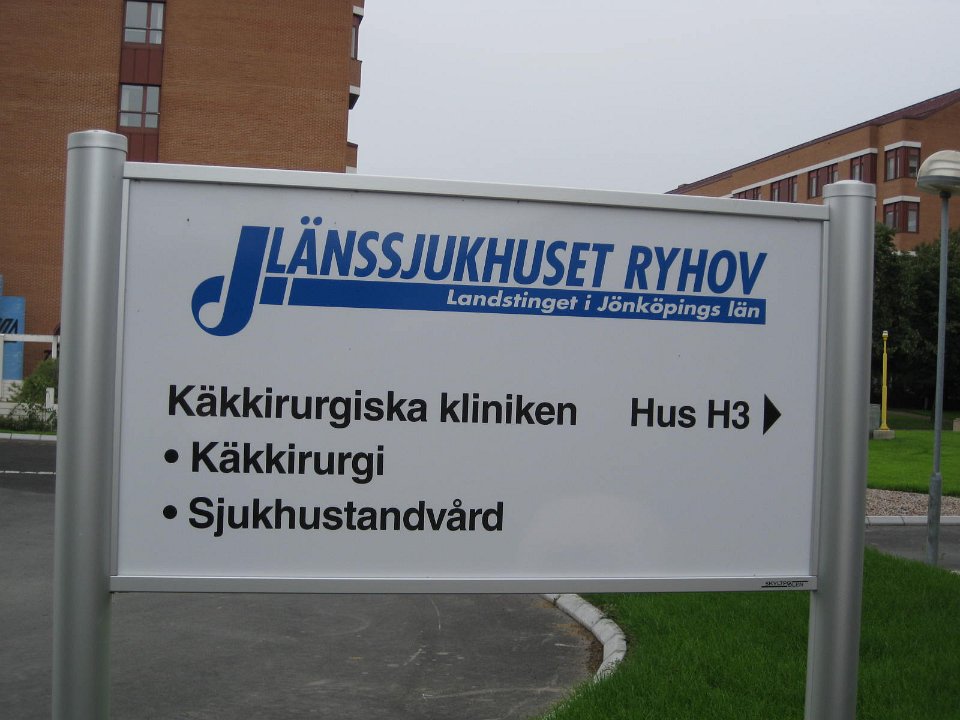 LÄNSSJUKHUSET RYHOV
Landstinget i Jönköpings län
Käkkirurgiska kliniken Hus H3
• Käkkirurgi
• Sjukhustandvård